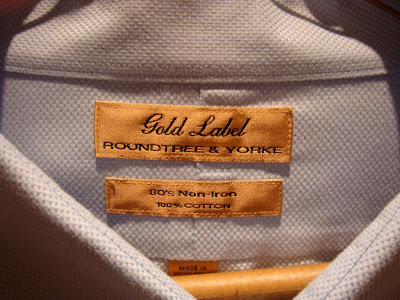 Gold Label
ROUNDTREE & YORKE
80's Non-Iron
100% COTTON
MADE IN